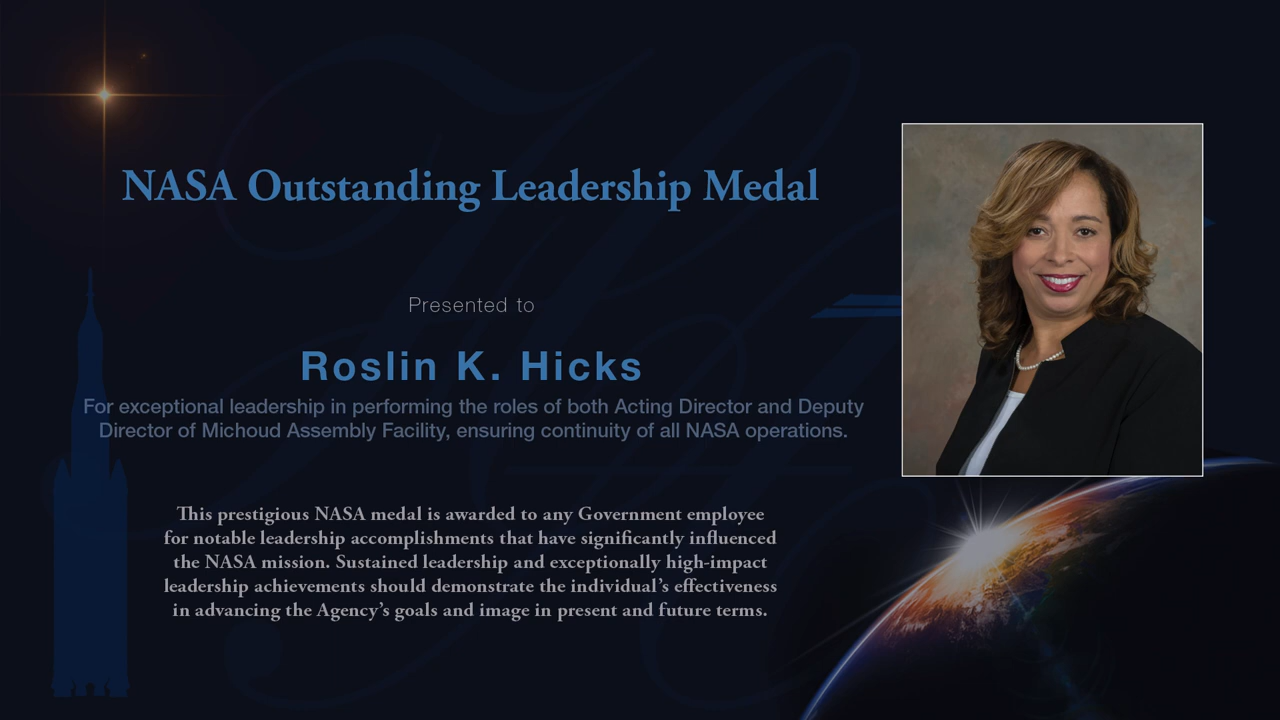 NASA Outstanding Leadership Medal
Presented to
Roslin K. Hicks
For exceptional leadership in performing the roles of both Acting Director and Deputy
Director of Michoud Assembly Facility, ensuring continuity of all NASA operations.
This prestigious NASA medal is awarded to any Government employee
for notable leadership accomplishments that have significantly influenced
the NASA mission. Sustained leadership and exceptionally high-impact
leadership achievements should demonstrate the individual’s effectiveness
in advancing the Agency’s goals and image in present and future terms.